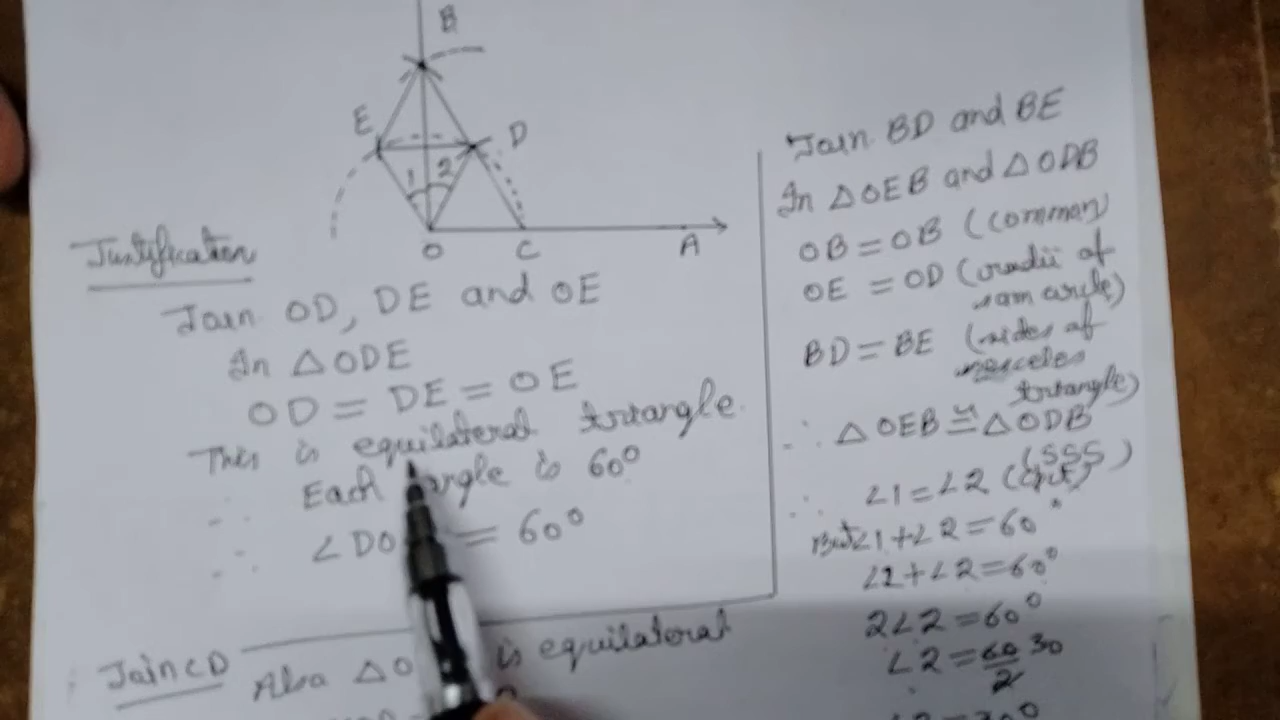 B
E
D
1 2
O C A
Justification
Join OD, DE and OE
In △ODE
OD = DE = OE
This is equilateral triangle.
∴ Each angle is 60°
∴ ∠DO = 60°
Join CD Also △O is equilateral
Join BD and BE
In △OEB and △ODB
OB = OB (common)
OE = OD (radii of
sam circle)
BD = BE (sides of
triangle)
∴ △OEB ≅ △ODB
(SSS)
∴ ∠1 = ∠2 (cpct)
But ∠1 + ∠2 = 60°
∠2 + ∠2 = 60°
2∠2 = 60°
∠2 = 60/2 30
∠2 = 30°